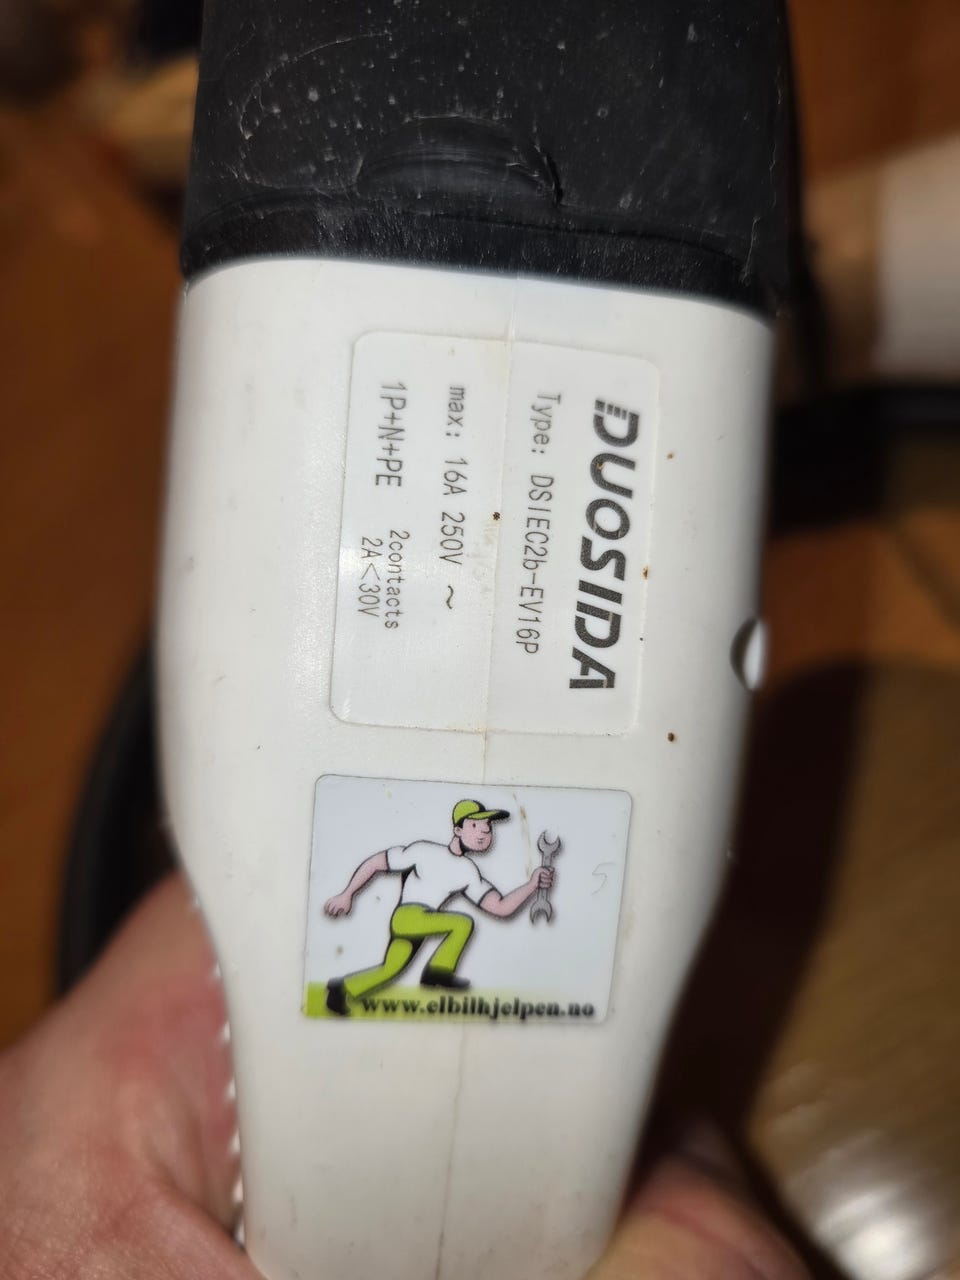 DUOSIDA
Type: DSIEC2b-EV16P
max: 16A 250V ~
1P+N+PE 2contacts
2A<30V
www.elbilhjelpen.no